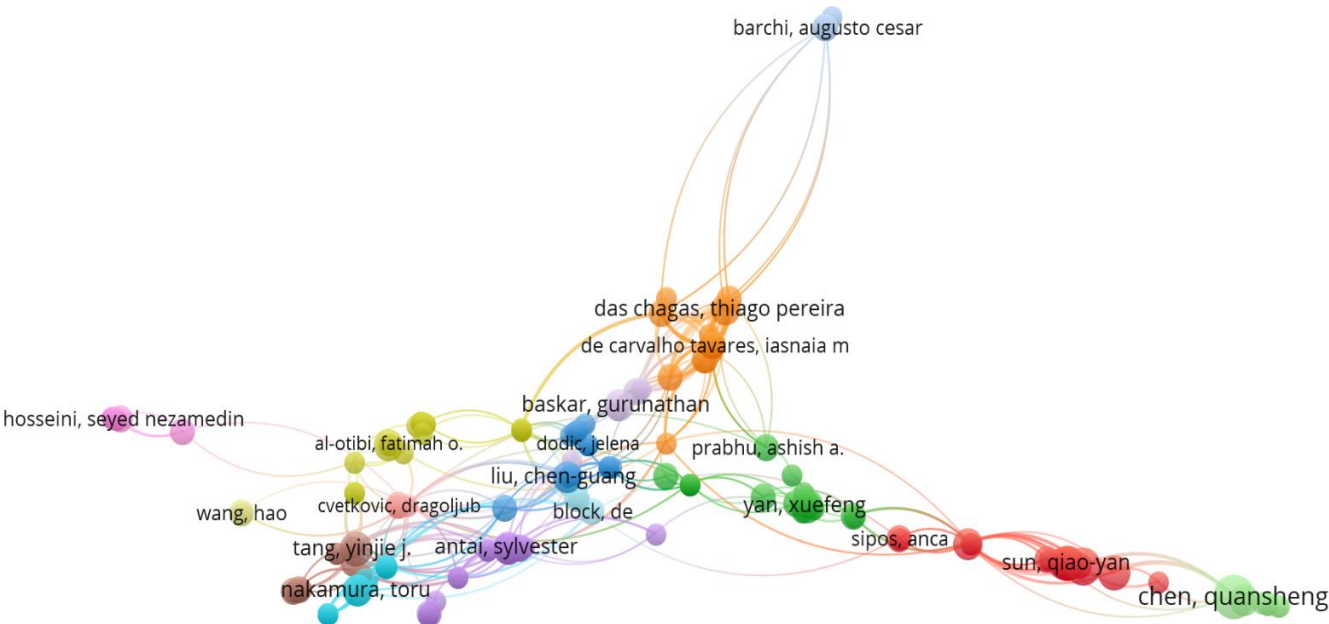 barchi, augusto cesar
das chagas, thiago pereira
de carvalho tavares, iasnaia m
baskar, gurunathan
hosseini, seyed nezamedin
al-otibi, fatimah o.
dodic, jelena
prabhu, ashish a.
liu, chen-guang
cvetkovic, dragoljub
yan, xuefeng
wang, hao
block, de
sipos, anca
tang, yinjie j.
antai, sylvester
sun, qiao-yan
nakamura, toru
chen, quansheng